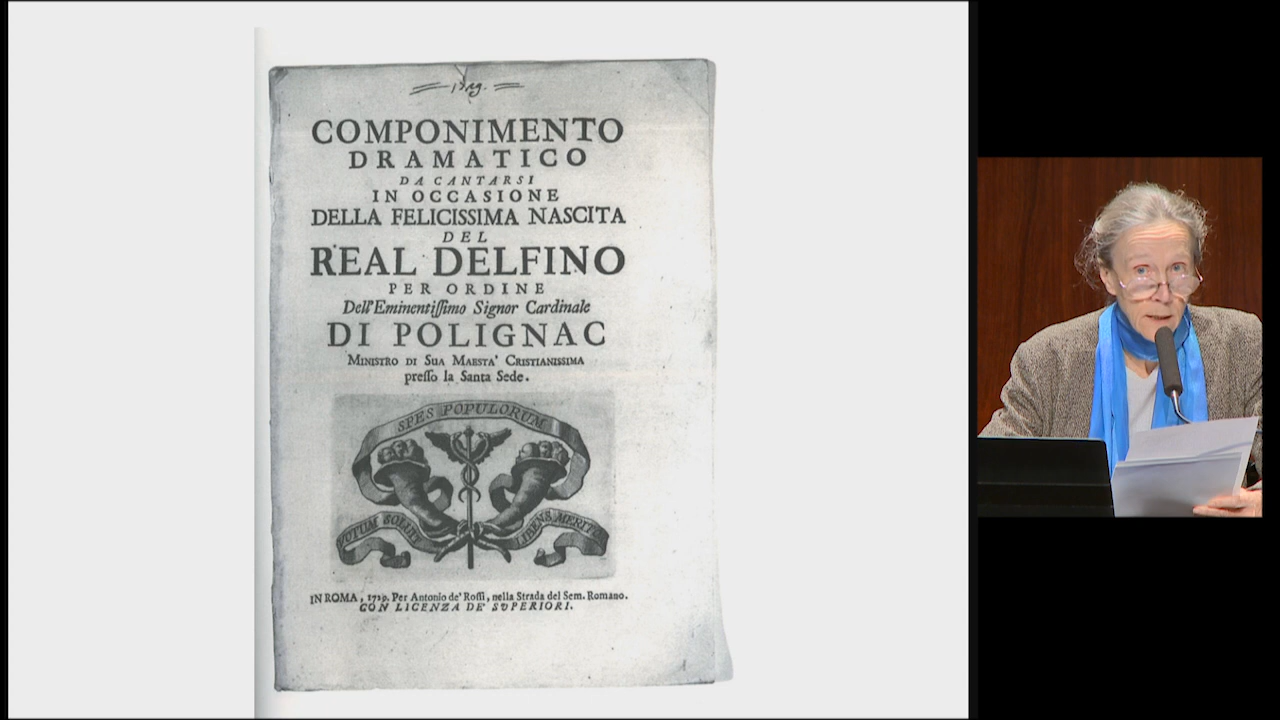 1729.
COMPONIMENTO
DRAMATICO
DA CANTARSI
IN OCCASIONE
DELLA FELICISSIMA NASCITA
DEL
REAL DELFINO
PER ORDINE
Dell'Eminentissimo Signor Cardinale
DI POLIGNAC
MINISTRO DI SUA MAESTA' CRISTIANISSIMA
presso la Santa Sede.
SPES POPULORUM
VOTUM SOLVIT
LIBENS MERITO
IN ROMA, 1729. Per Antonio de' Rossi, nella Strada del Sem. Romano.
CON LICENZA DE' SUPERIORI.